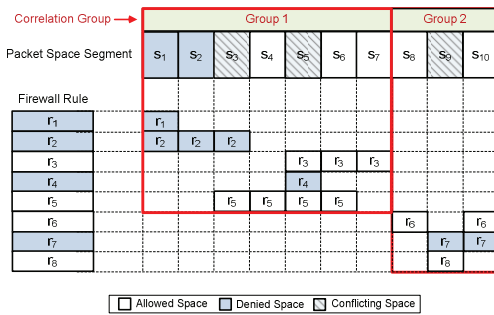 Correlation Group Group 1 Group 2
Packet Space Segment s1 s2 s3 s4 s5 s6 s7 s8 s9 s10
Firewall Rule
r1 r1
r2 r2 r2 r2
r3 r3 r3 r3
r4 r4
r5 r5 r5 r5 r5
r6 r6 r6
r7 r7 r7
r8 r8
Allowed Space Denied Space Conflicting Space